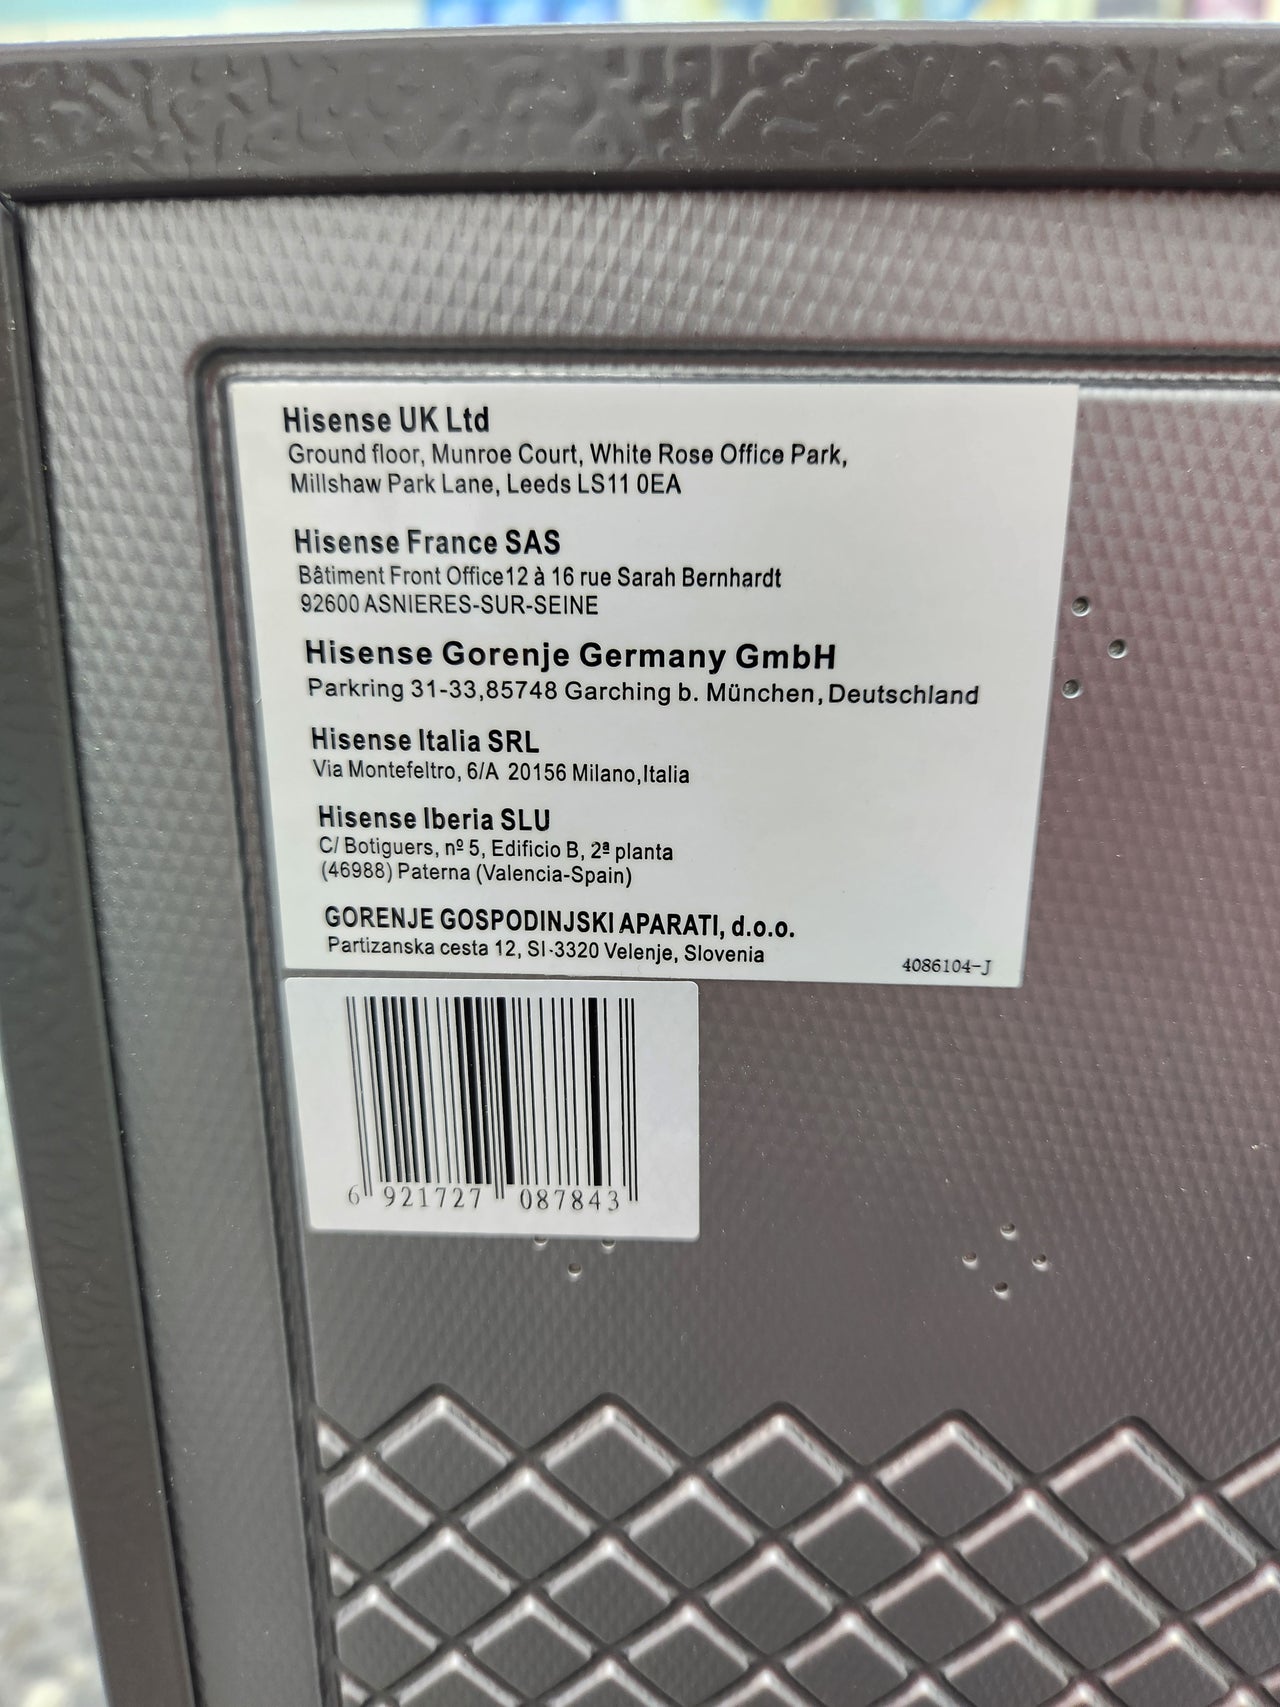 Hisense UK Ltd
Ground floor, Munroe Court, White Rose Office Park,
Millshaw Park Lane, Leeds LS11 0EA
Hisense France SAS
Bâtiment Front Office12 à 16 rue Sarah Bernhardt
92600 ASNIERES-SUR-SEINE
Hisense Gorenje Germany GmbH
Parkring 31-33,85748 Garching b. München, Deutschland
Hisense Italia SRL
Via Montefeltro, 6/A 20156 Milano,Italia
Hisense Iberia SLU
C/ Botiguers, nº 5, Edificio B, 2ª planta
(46988) Paterna (Valencia-Spain)
GORENJE GOSPODINJSKI APARATI, d.o.o.
Partizanska cesta 12, SI-3320 Velenje, Slovenia
4086104-J
6 921727 087843